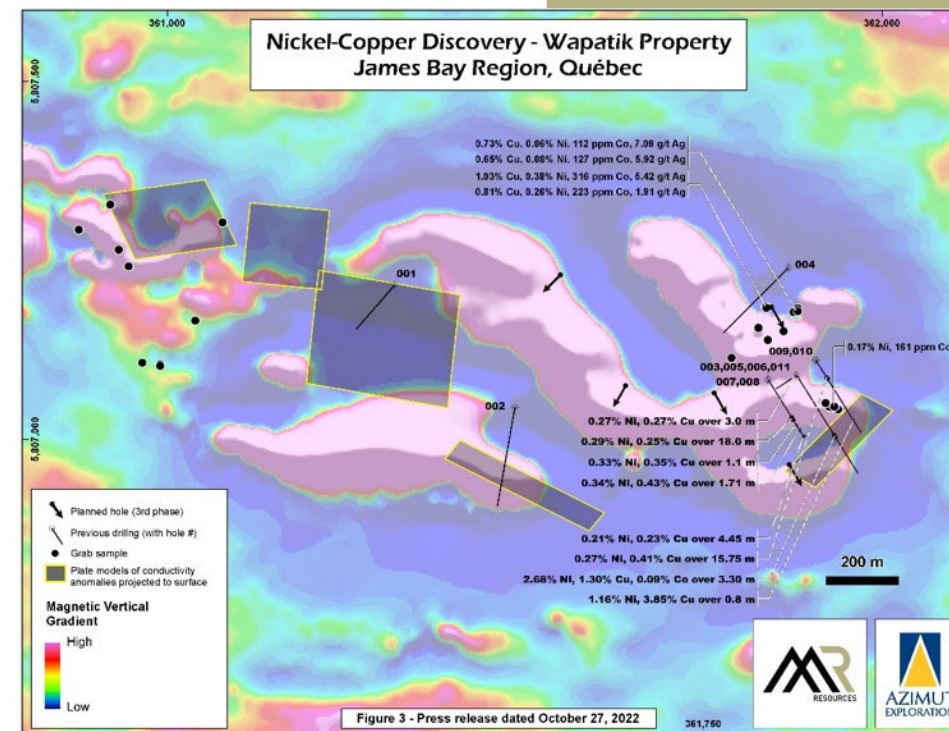 361,000
362,000
Nickel-Copper Discovery - Wapatik Property
James Bay Region, Québec
5,807,500
0.73% Cu, 0.06% Ni, 112 ppm Co, 7.09 g/t Ag
0.65% Cu, 0.08% Ni, 127 ppm Co, 5.92 g/t Ag
1.03% Cu, 0.38% Ni, 316 ppm Co, 5.42 g/t Ag
0.81% Cu, 0.26% Ni, 223 ppm Co, 1.91 g/t Ag
001
004
009,010
0.17% Ni, 161 ppm Co
003,005,006,011
007,008
002
5,807,000
0.27% Ni, 0.27% Cu over 3.0 m
0.29% Ni, 0.25% Cu over 18.0 m
0.33% Ni, 0.35% Cu over 1.1 m
0.34% Ni, 0.43% Cu over 1.71 m
0.21% Ni, 0.23% Cu over 4.45 m
0.27% Ni, 0.41% Cu over 15.75 m
2.68% Ni, 1.30% Cu, 0.09% Co over 3.30 m
1.16% Ni, 3.85% Cu over 0.8 m
200 m
Planned hole (3rd phase)
Previous drilling (with hole #)
Grab sample
Plate models of conductivity
anomalies projected to surface
Magnetic Vertical
Gradient
High
Low
Figure 3 - Press release dated October 27, 2022
361,750
MR
RESOURCES
AZIMUT
EXPLORATION